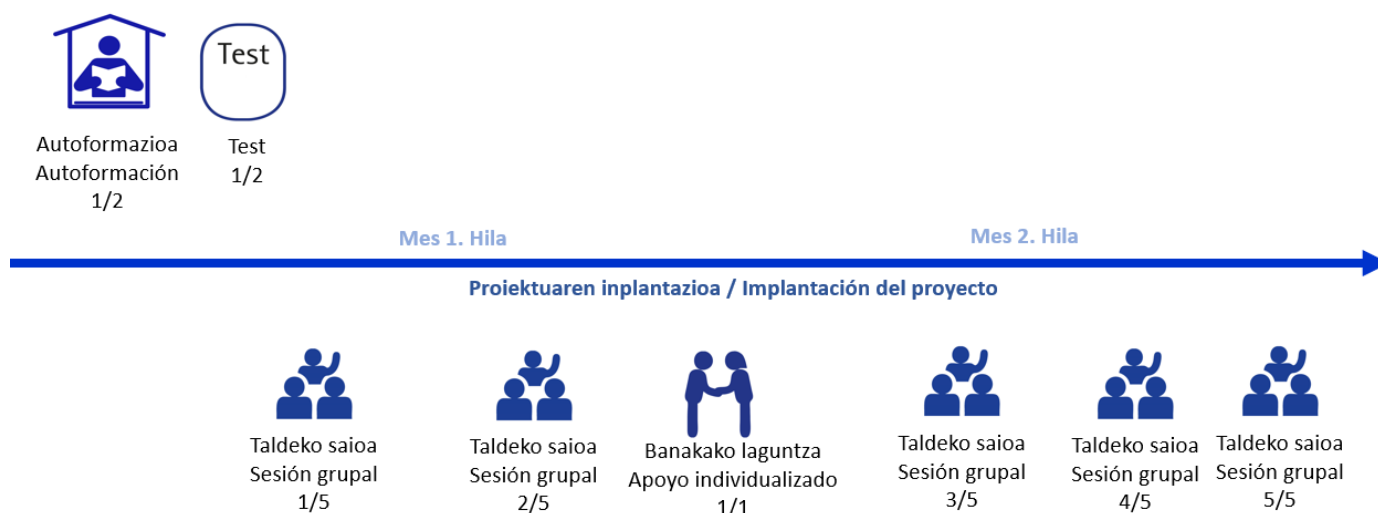 Test
Autoformazioa
Autoformación
1/2
Test
1/2
Mes 1. Hila
Mes 2. Hila
Proiektuaren inplantazioa / Implantación del proyecto
Taldeko saioa
Sesión grupal
1/5
Taldeko saioa
Sesión grupal
2/5
Banakako laguntza
Apoyo individualizado
1/1
Taldeko saioa
Sesión grupal
3/5
Taldeko saioa
Sesión grupal
4/5
Taldeko saioa
Sesión grupal
5/5